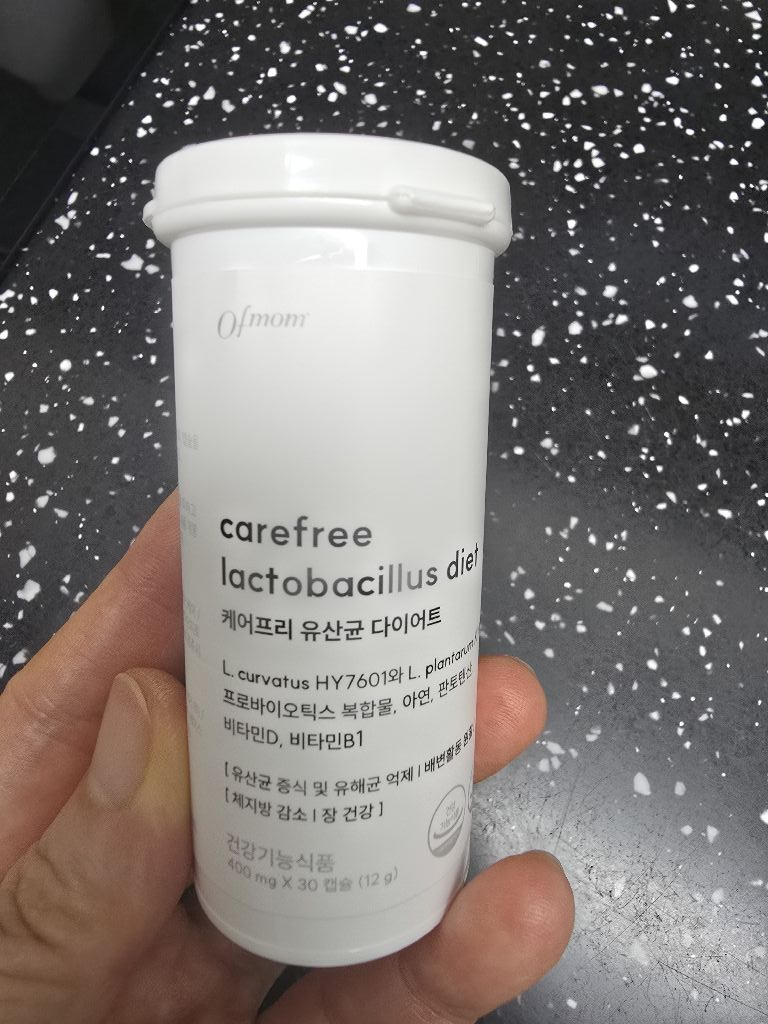 Ofmom
carefree
lactobacillus diet
케어프리 유산균 다이어트
L. curvatus HY7601와 L. plantarum
프로바이오틱스 복합물, 아연, 판토텐산
비타민D, 비타민B1
[ 유산균 증식 및 유해균 억제 | 배변활동 원활
[ 체지방 감소 | 장 건강 ]
건강기능식품
400 mg X 30 캡슐 (12 g)